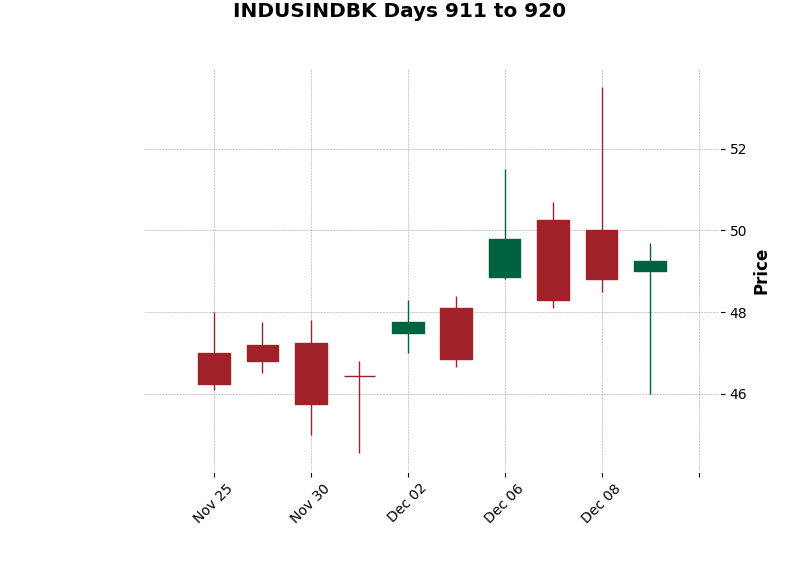 INDUSINDBK Days 911 to 920
52
50
48
46
Price
Nov 25
Nov 30
Dec 02
Dec 06
Dec 08